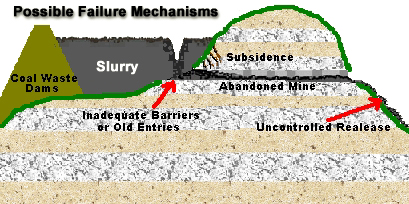 Possible Failure Mechanisms
Subsidence
Slurry
Coal Waste
Dams
Abandoned Mine
Inadequate Barriers
or Old Entries
Uncontrolled Realease